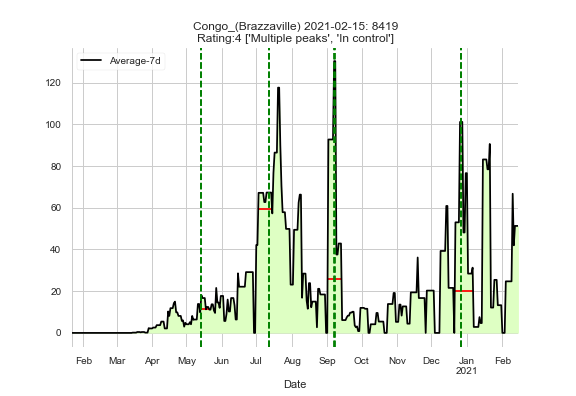 Congo_(Brazzaville) 2021-02-15: 8419
Rating:4 ['Multiple peaks', 'In control']
Average-7d
120
100
80
60
40
20
0
Feb Mar Apr May Jun Jul Aug Sep Oct Nov Dec Jan Feb
2021
Date